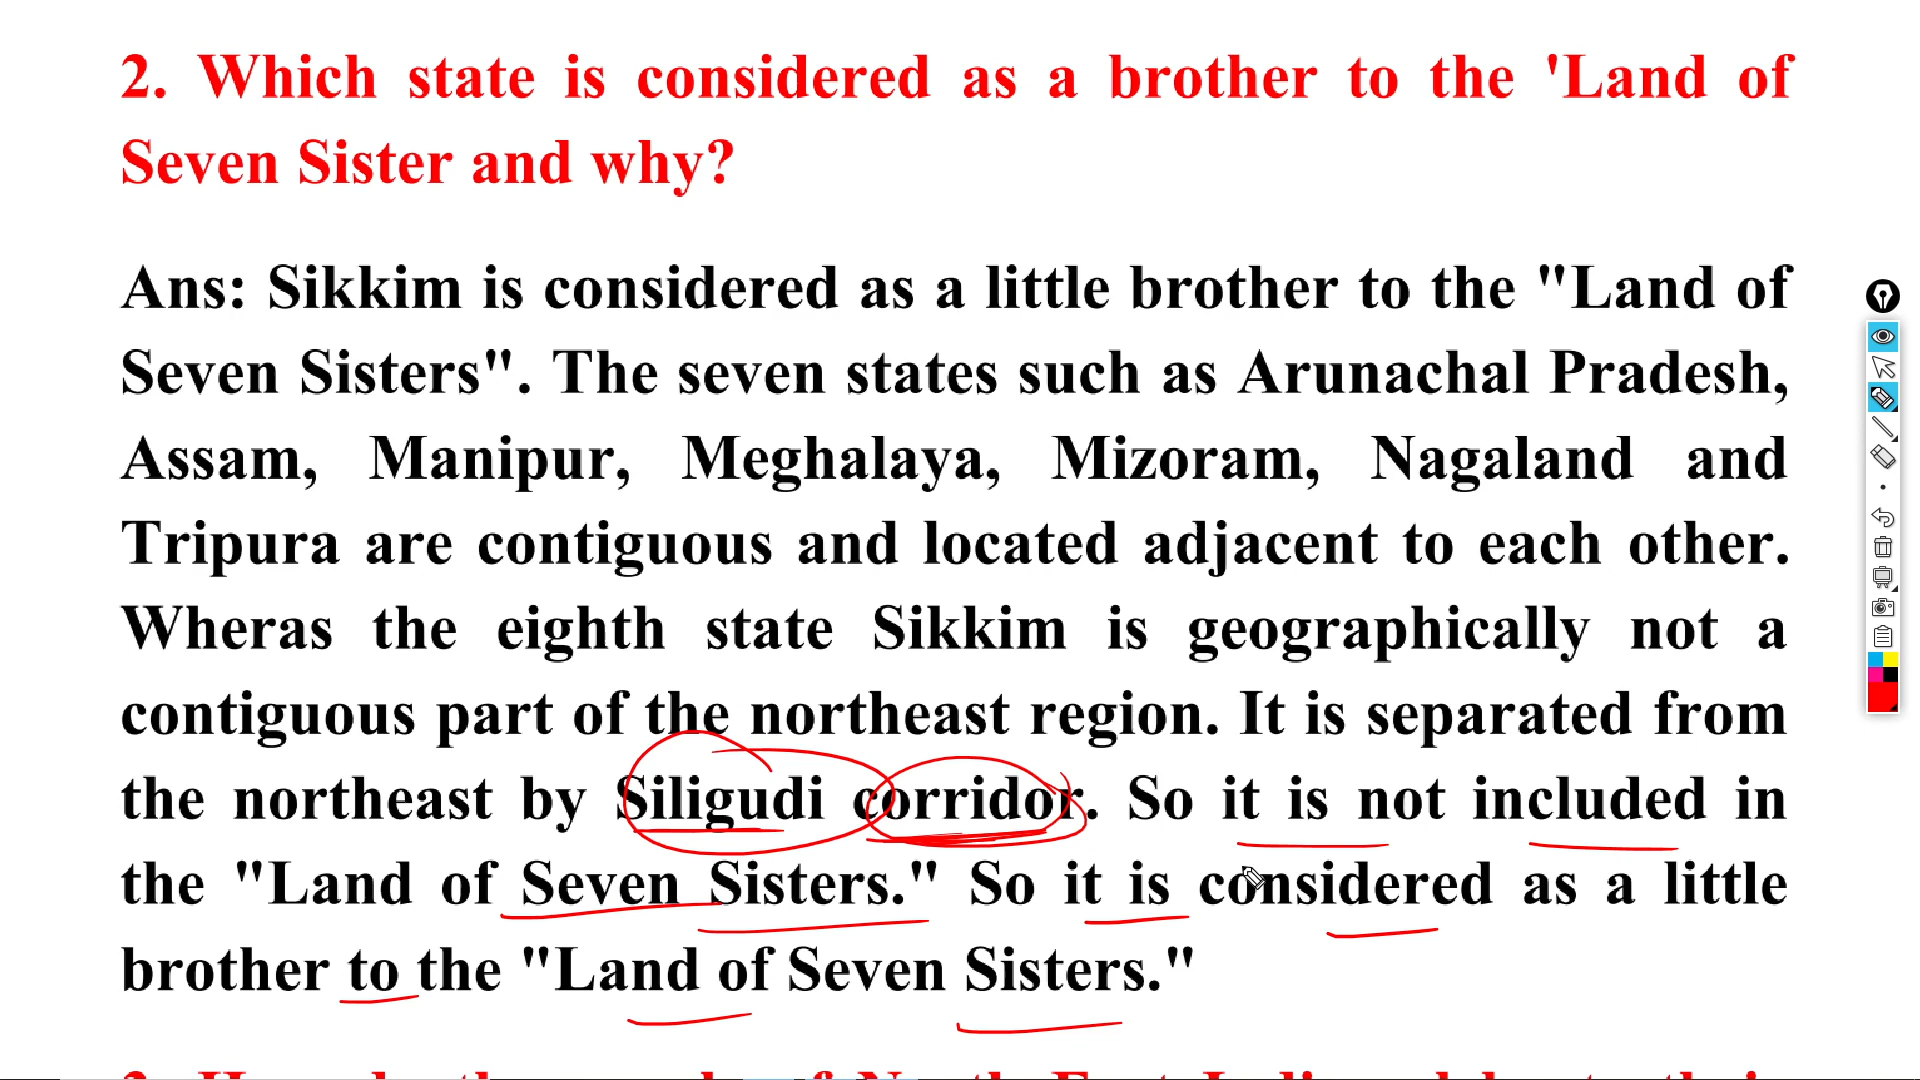 2. Which state is considered as a brother to the 'Land of
Seven Sister and why?
Ans: Sikkim is considered as a little brother to the "Land of
Seven Sisters". The seven states such as Arunachal Pradesh,
Assam, Manipur, Meghalaya, Mizoram, Nagaland and
Tripura are contiguous and located adjacent to each other.
Wheras the eighth state Sikkim is geographically not a
contiguous part of the northeast region. It is separated from
the northeast by Siligudi corridor. So it is not included in
the "Land of Seven Sisters." So it is considered as a little
brother to the "Land of Seven Sisters."